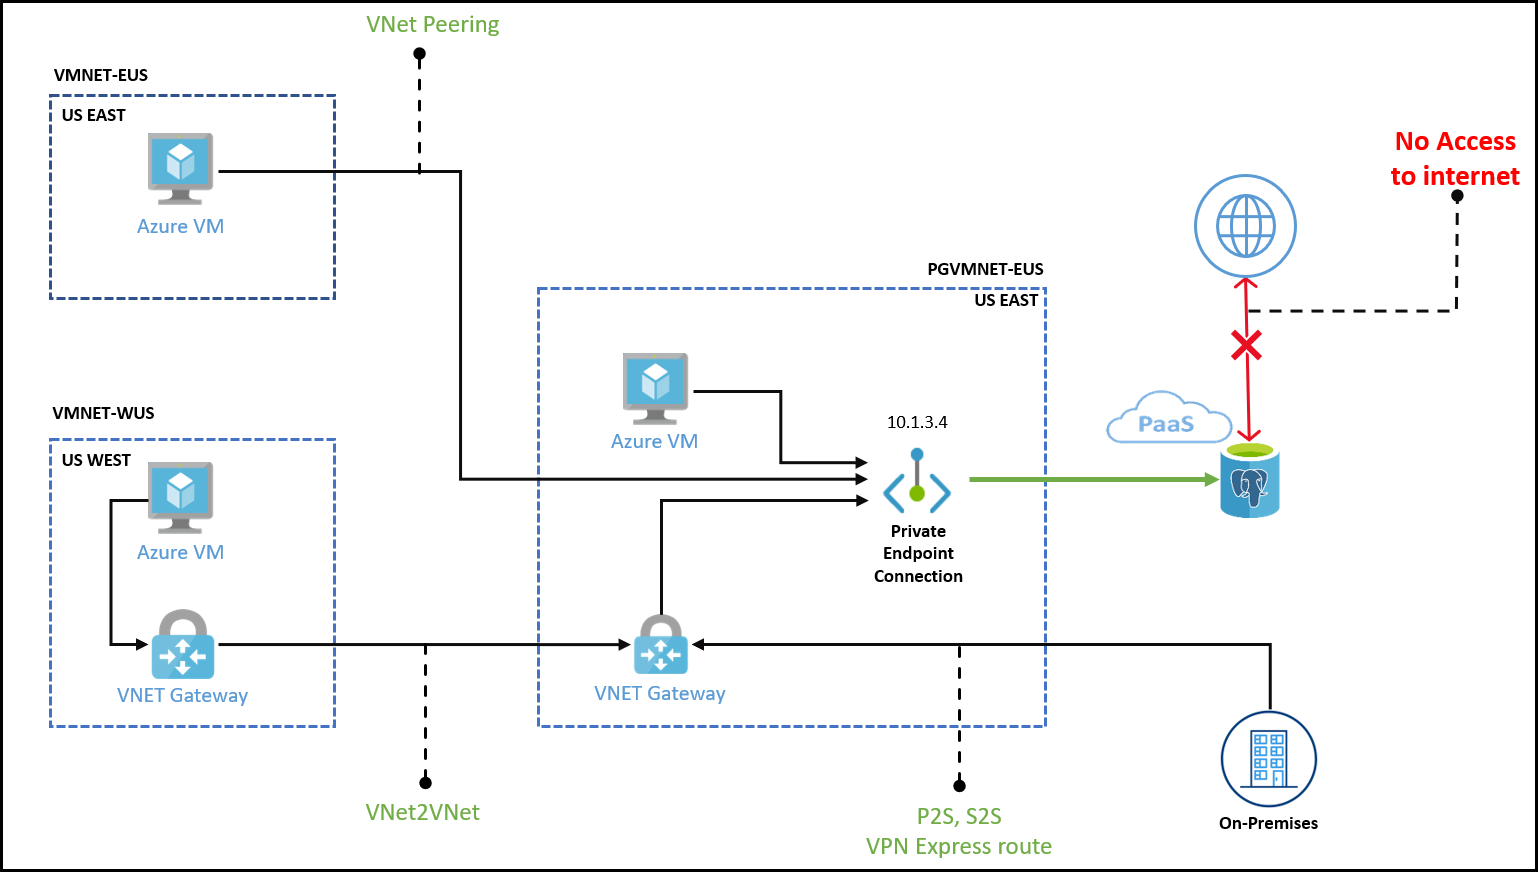 VNet Peering
VMNET-EUS
US EAST
Azure VM
No Access
to internet
PGVMNET-EUS
US EAST
Azure VM
10.1.3.4
PaaS
Private
Endpoint
Connection
VMNET-WUS
US WEST
Azure VM
VNET Gateway
VNET Gateway
VNet2VNet
P2S, S2S
VPN Express route
On-Premises